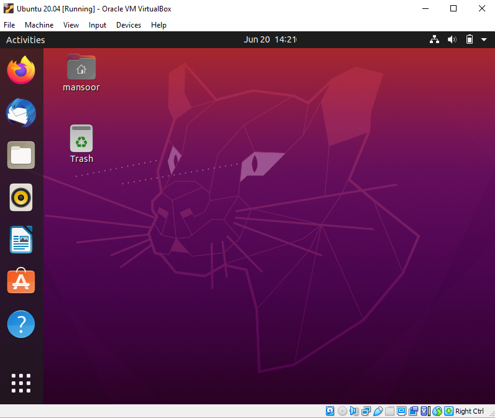 Ubuntu 20.04 [Running] - Oracle VM VirtualBox
File Machine View Input Devices Help
Activities Jun 20 14:21
mansoor
Trash
Right Ctrl